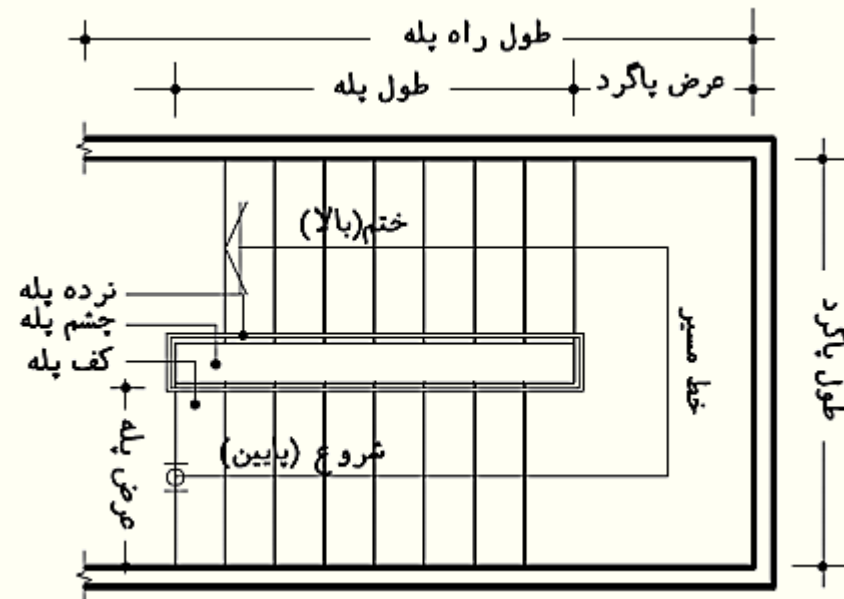 طول راه پله
عرض پاگرد
طول پله
ختم(بالا)
نرده پله
چشم پله
کف پله
خط مسیر
طول پاگرد
عرض پله
شروع (پایین)